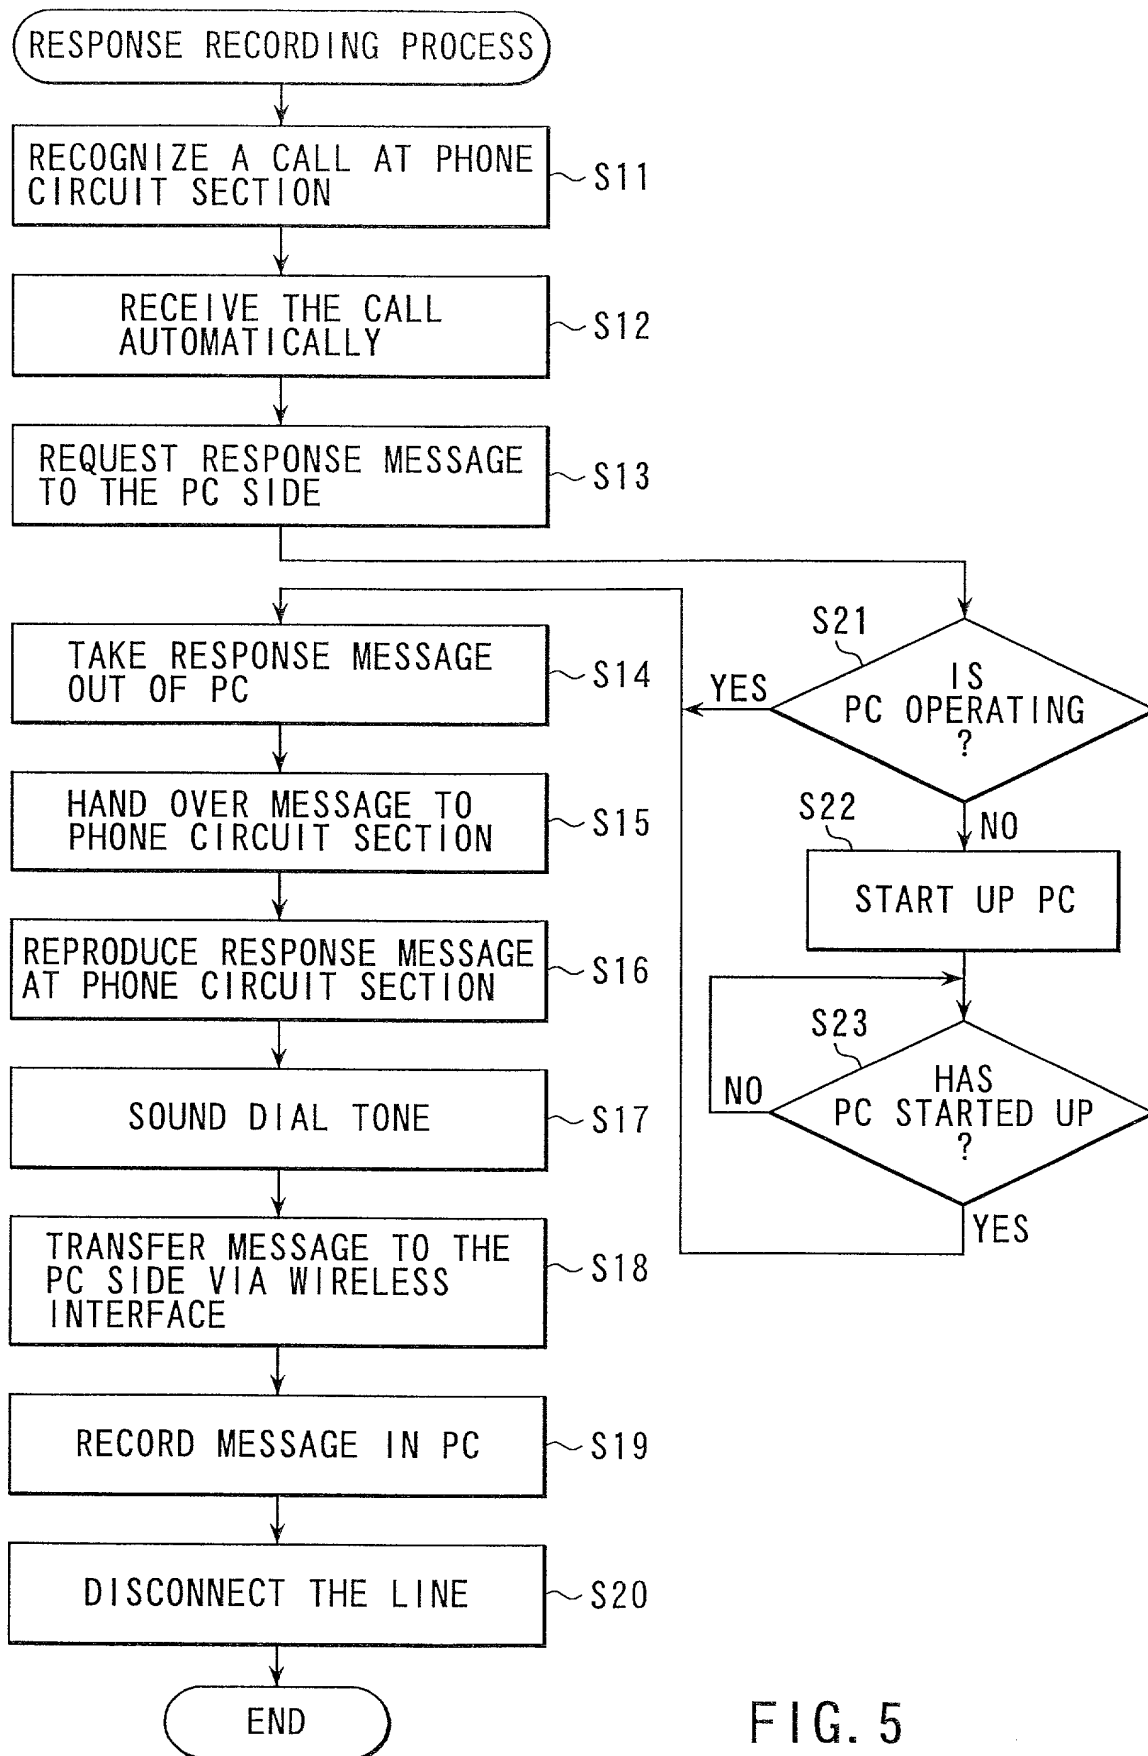 RESPONSE RECORDING PROCESS
RECOGNIZE A CALL AT PHONE
CIRCUIT SECTION
S11
RECEIVE THE CALL
AUTOMATICALLY
S12
REQUEST RESPONSE MESSAGE
TO THE PC SIDE
S13
S21
IS
PC OPERATING
?
YES
NO
S22
START UP PC
S23
HAS
PC STARTED UP
?
NO
YES
TAKE RESPONSE MESSAGE
OUT OF PC
S14
HAND OVER MESSAGE TO
PHONE CIRCUIT SECTION
S15
REPRODUCE RESPONSE MESSAGE
AT PHONE CIRCUIT SECTION
S16
SOUND DIAL TONE
S17
TRANSFER MESSAGE TO THE
PC SIDE VIA WIRELESS
INTERFACE
S18
RECORD MESSAGE IN PC
S19
DISCONNECT THE LINE
S20
END
FIG. 5